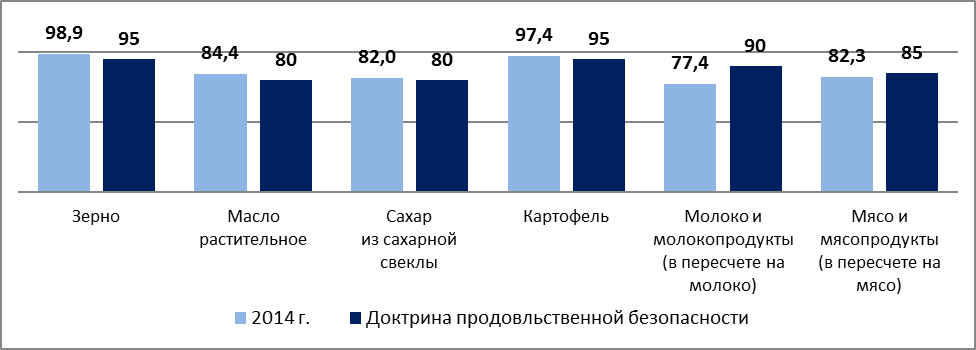 98,9 95 84,4 80 82,0 80 97,4 95 77,4 90 82,3 85
Зерно
Масло
растительное
Сахар
из сахарной
свеклы
Картофель
Молоко и
молокопродукты
(в пересчете на
молоко)
Мясо и
мясопродукты
(в пересчете на
мясо)
2014 г. Доктрина продовльственной безопасности